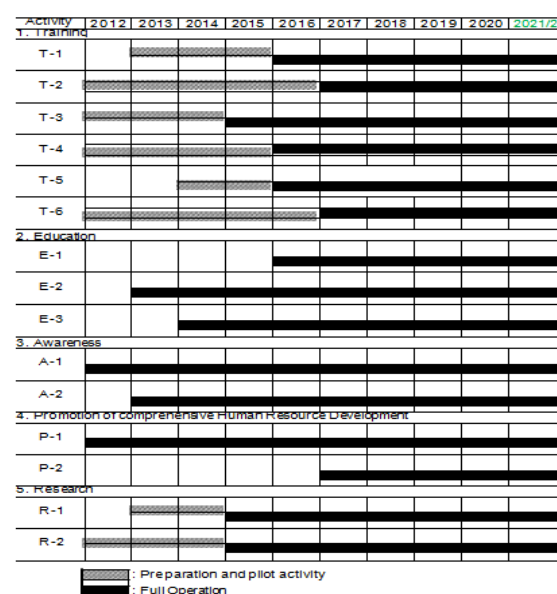 Activity 2012 2013 2014 2015 2016 2017 2018 2019 2020 2021/2
1. Training
T-1
T-2
T-3
T-4
T-5
T-6
2. Education
E-1
E-2
E-3
3. Awareness
A-1
A-2
4. Promotion of comprehensive Human Resource Development
P-1
P-2
5. Research
R-1
R-2
: Preparation and pilot activity
: Full Operation